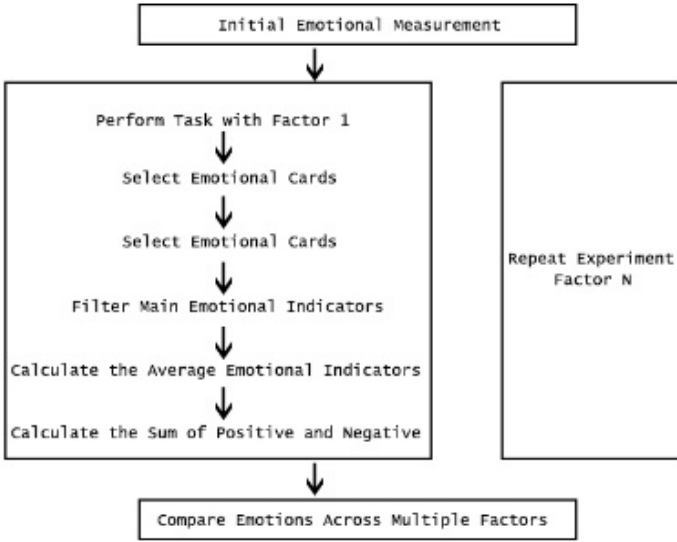 Initial Emotional Measurement
Perform Task with Factor 1
Select Emotional Cards
Select Emotional Cards
Filter Main Emotional Indicators
Calculate the Average Emotional Indicators
Calculate the Sum of Positive and Negative
Repeat Experiment
Factor N
Compare Emotions Across Multiple Factors